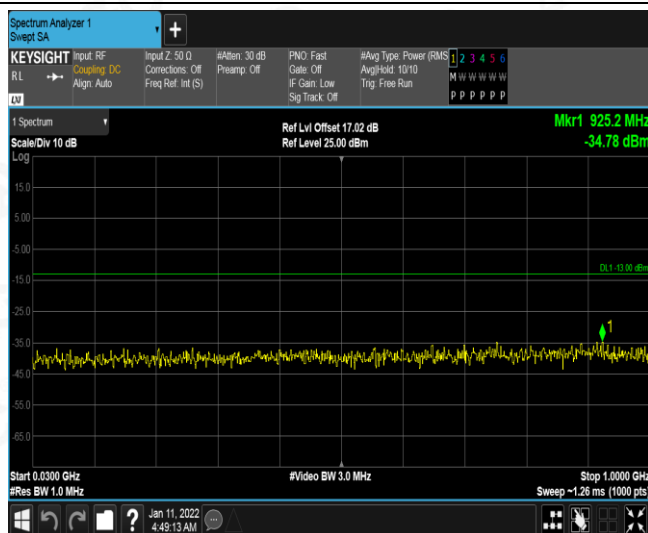 Spectrum Analyzer 1
Swept SA
+
KEYSIGHT
RL
Input: RF
Coupling: DC
Align: Auto
Input Z: 50 Ω
Corrections: Off
Freq Ref: Int (S)
#Atten: 30 dB
Preamp: Off
PNO: Fast
Gate: Off
IF Gain: Low
Sig Track: Off
#Avg Type: Power (RMS
Avg|Hold: 10/10
Trig: Free Run
1 2 3 4 5 6
M W W W W W
P P P P P P
1 Spectrum
Scale/Div 10 dB
Log
Ref Lvl Offset 17.02 dB
Ref Level 25.00 dBm
Mkr1 925.2 MHz
-34.78 dBm
15.0
5.00
-5.00
DL1 -13.00 dBm
-15.0
-25.0
1
-35.0
-45.0
-55.0
-65.0
Start 0.0300 GHz
#Res BW 1.0 MHz
#Video BW 3.0 MHz
Stop 1.0000 GHz
Sweep ~1.26 ms (1000 pts)
?
Jan 11, 2022
4:49:13 AM